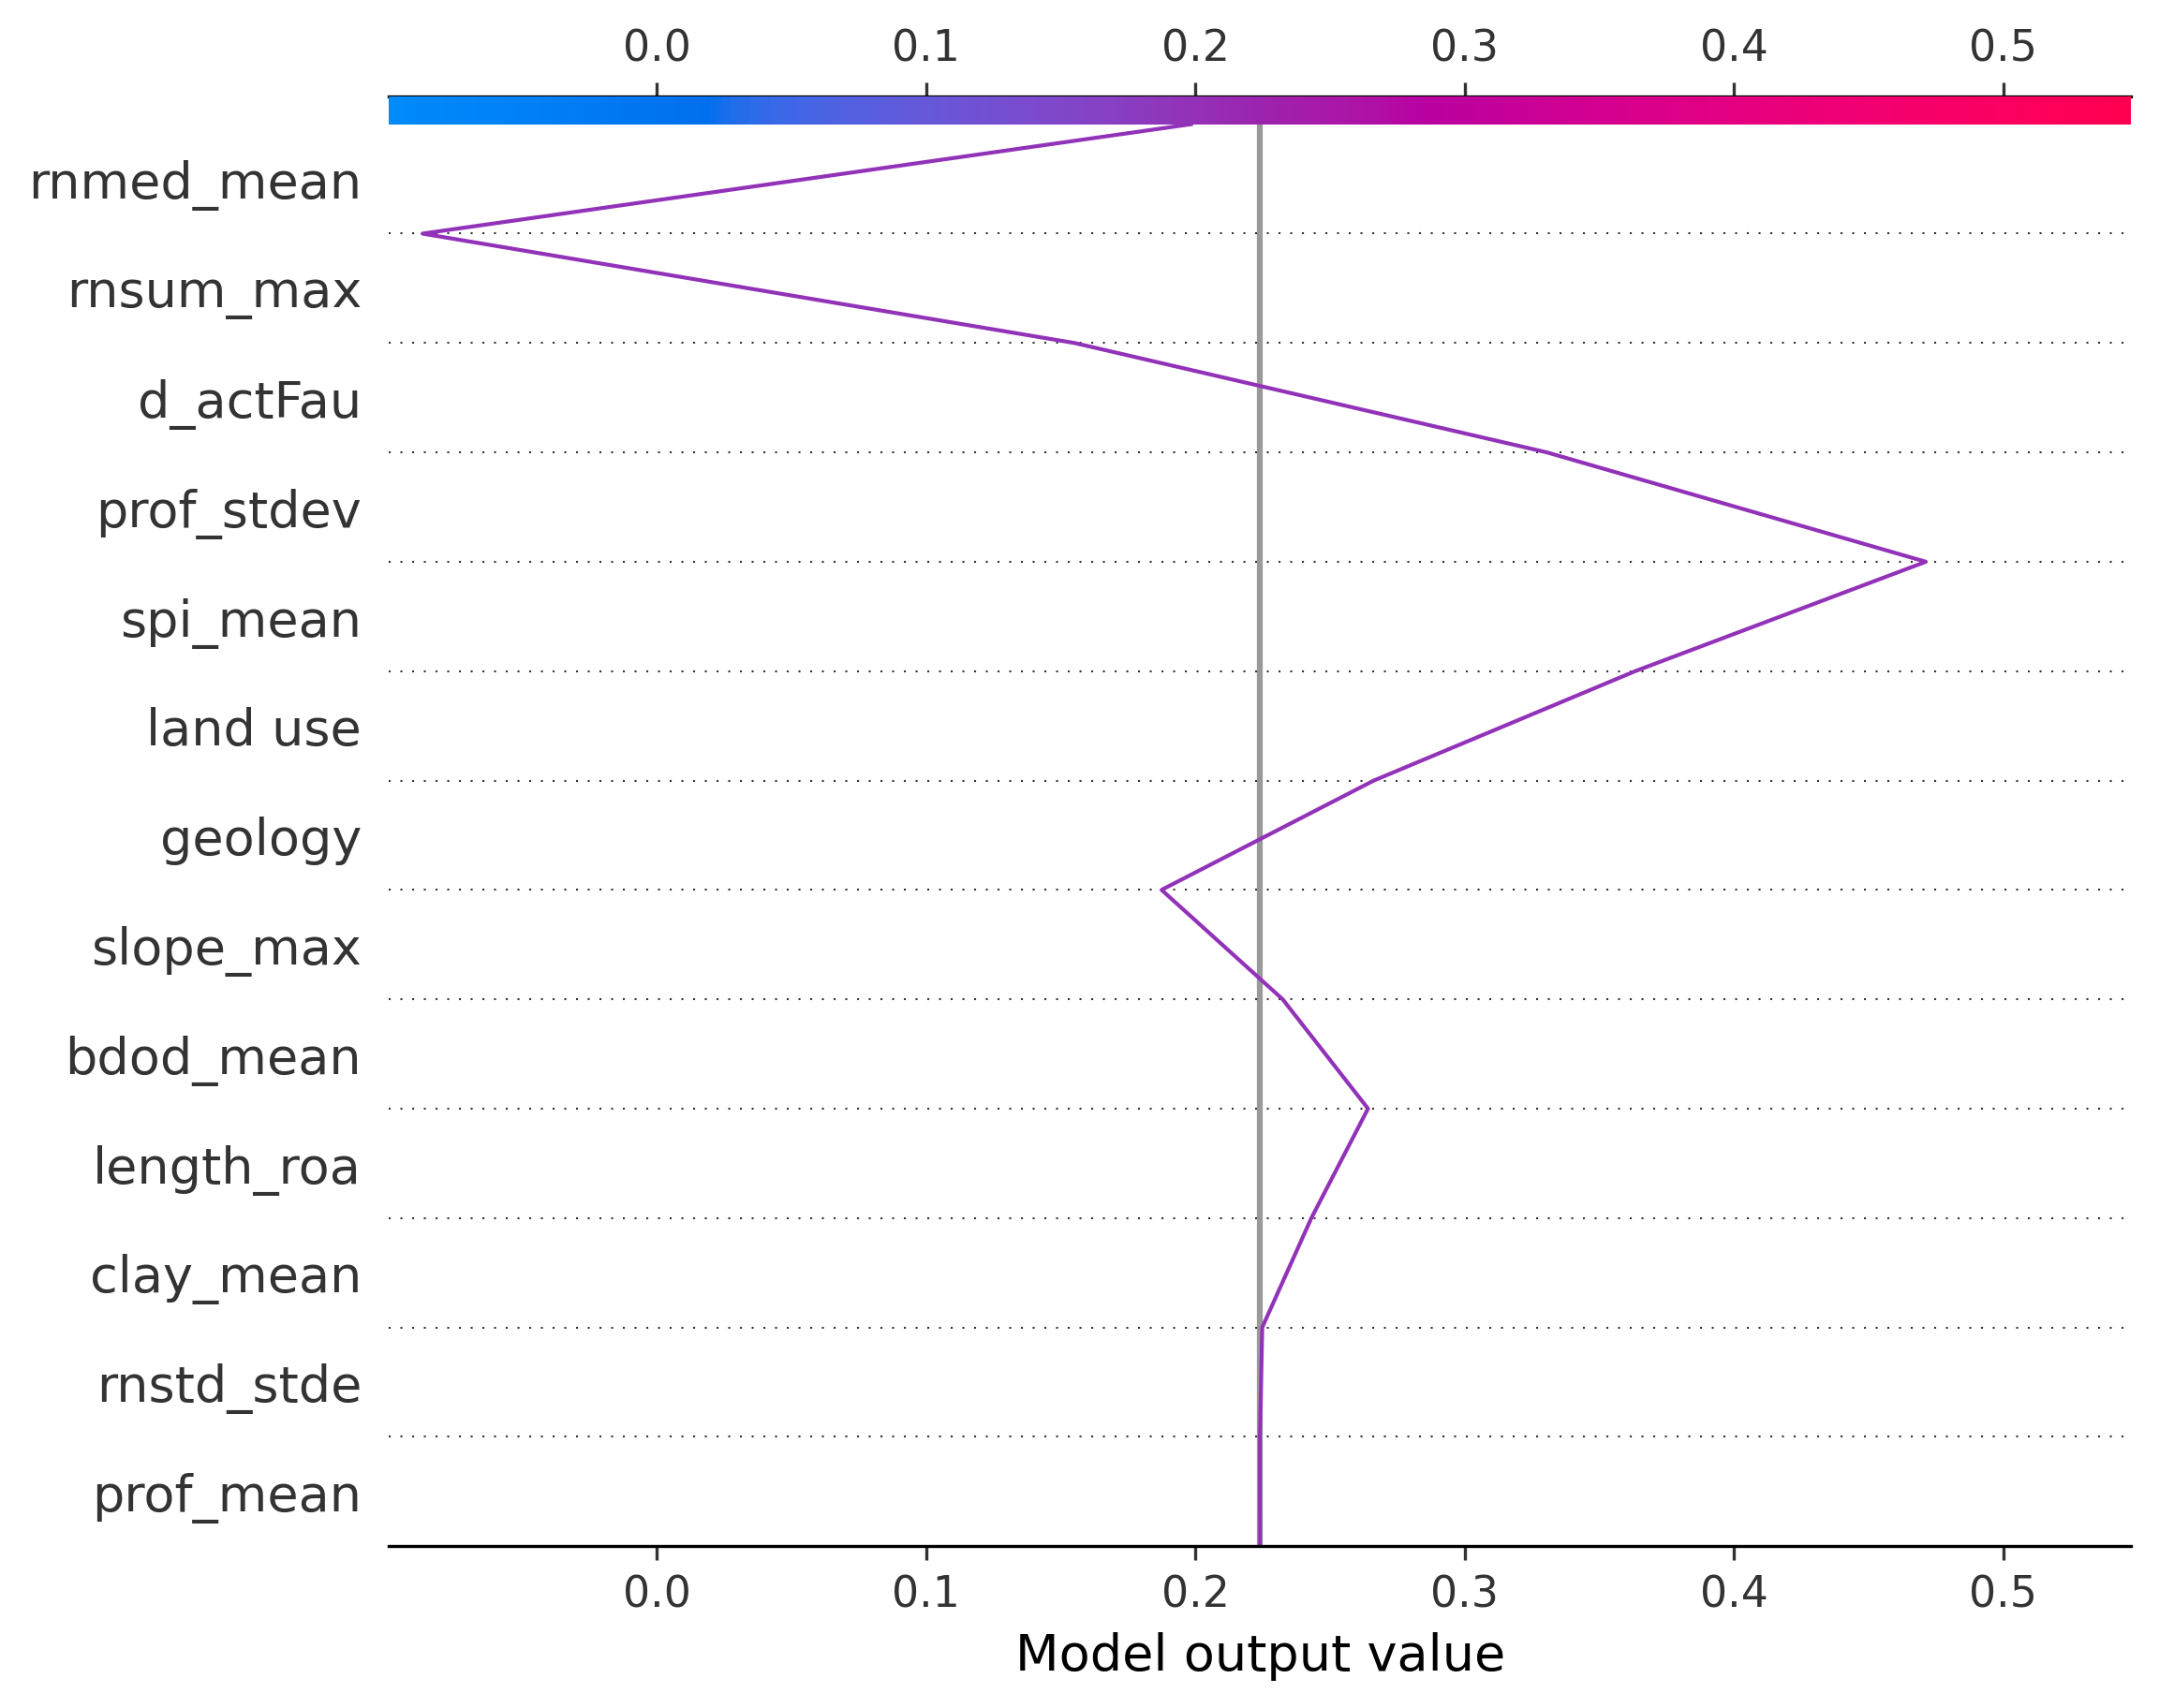 0.0 0.1 0.2 0.3 0.4 0.5
rnmed_mean
rnsum_max
d_actFau
prof_stdev
spi_mean
land use
geology
slope_max
bdod_mean
length_roa
clay_mean
rnstd_stde
prof_mean
0.0 0.1 0.2 0.3 0.4 0.5
Model output value